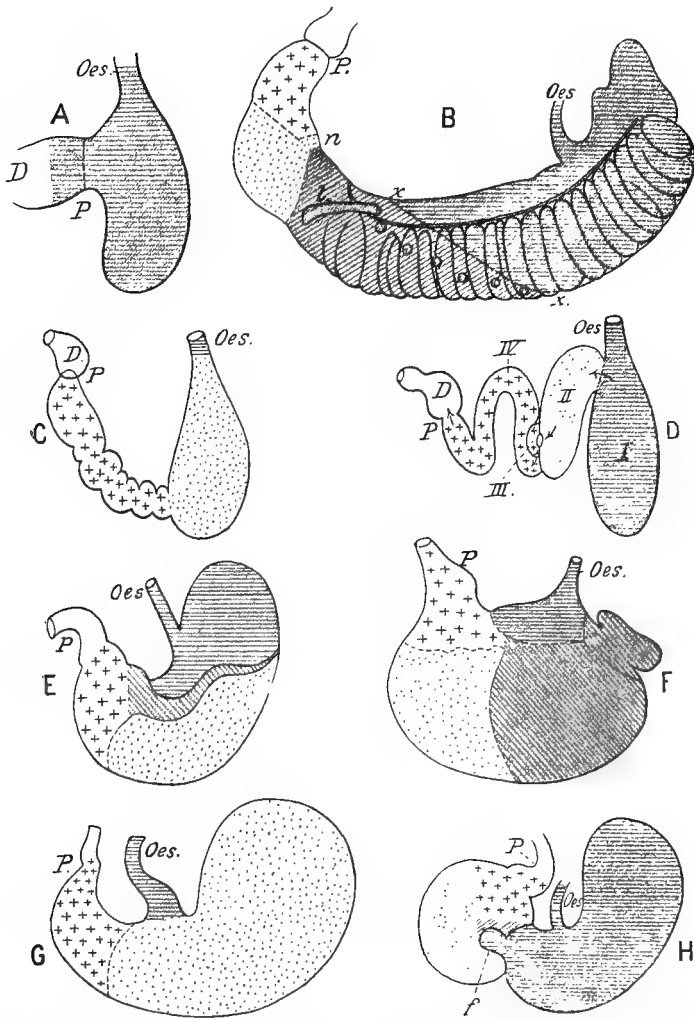 Oes.
A
D
P
P.
Oes
B
n
x
x.
D.
P
Oes.
C
Oes
IV
II
D
P
D
I
III.
Oes
P
E
P
Oes.
F
P.
Oes.
G
P.
Oes
H
f